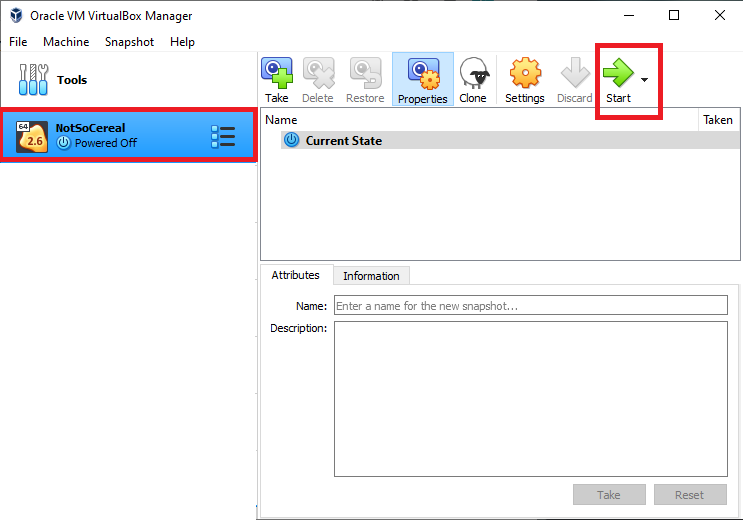 Oracle VM VirtualBox Manager
File Machine Snapshot Help
Tools
Take Delete Restore Properties Clone Settings Discard Start
64
2.6
NotSoCereal
Powered Off
Name Taken
Current State
Attributes Information
Name: Enter a name for the new snapshot...
Description:
Take Reset